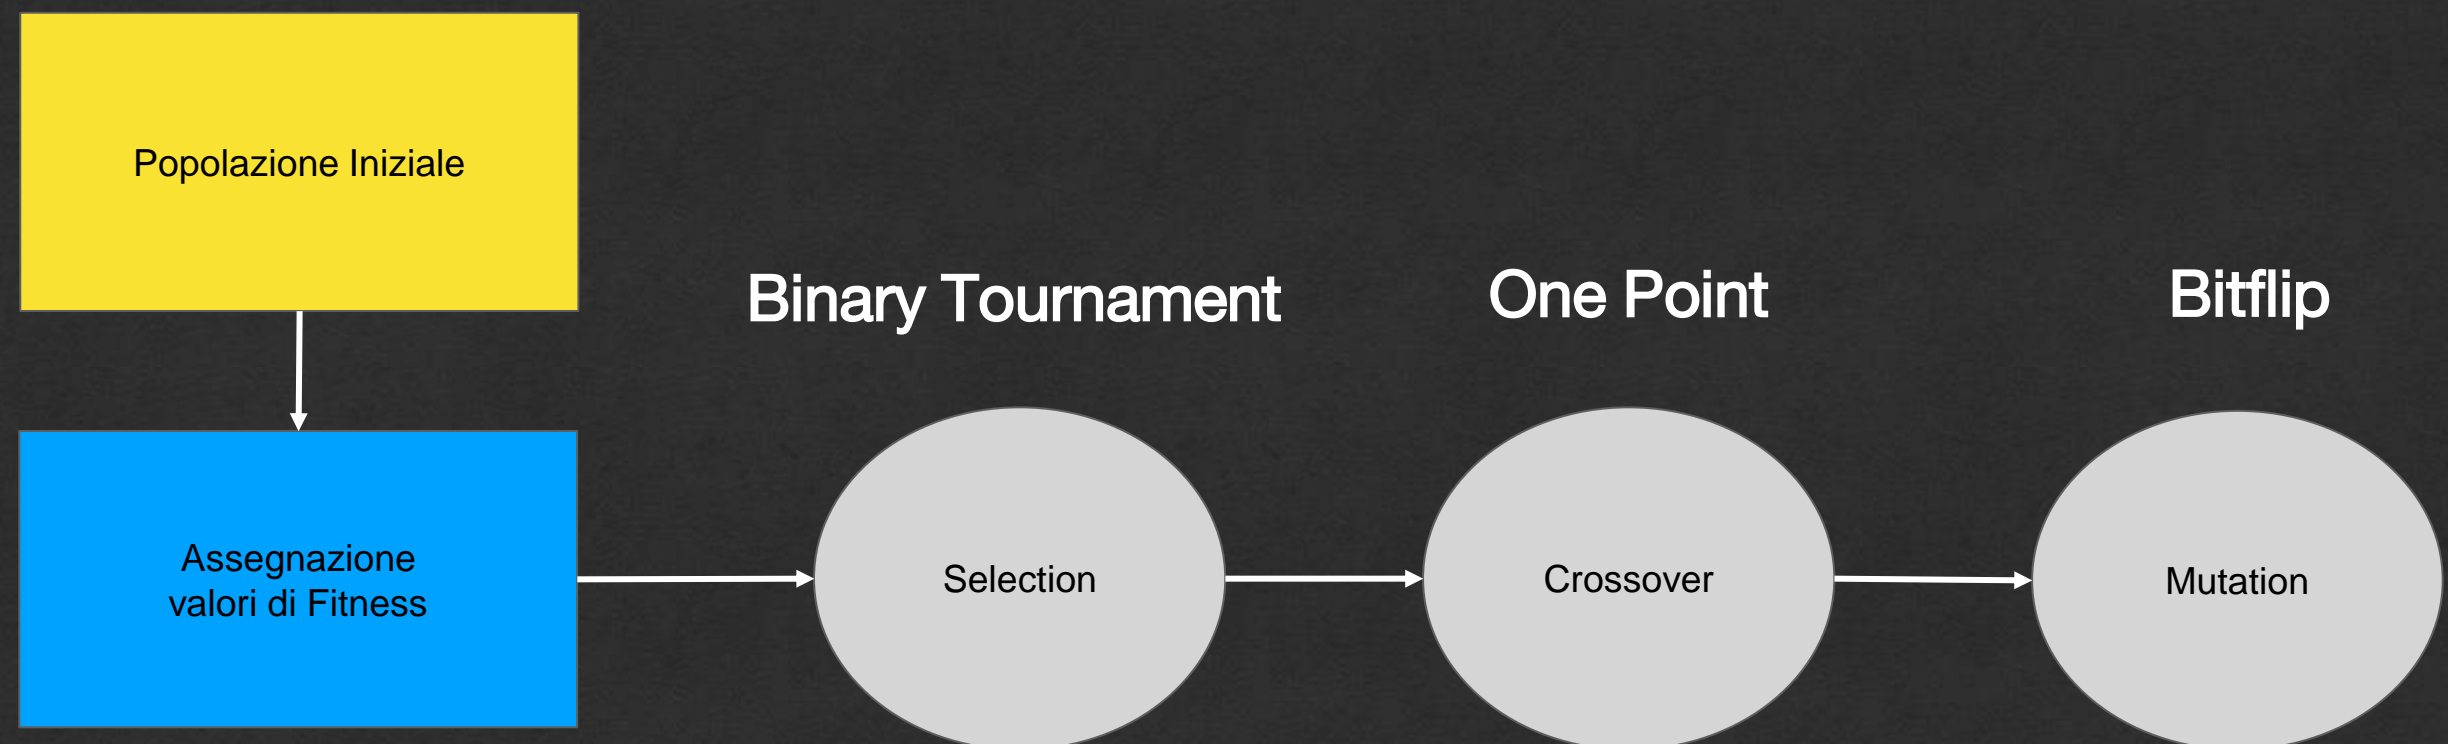 Popolazione Iniziale
Binary Tournament
One Point
Bitflip
Assegnazione
valori di Fitness
Selection
Crossover
Mutation